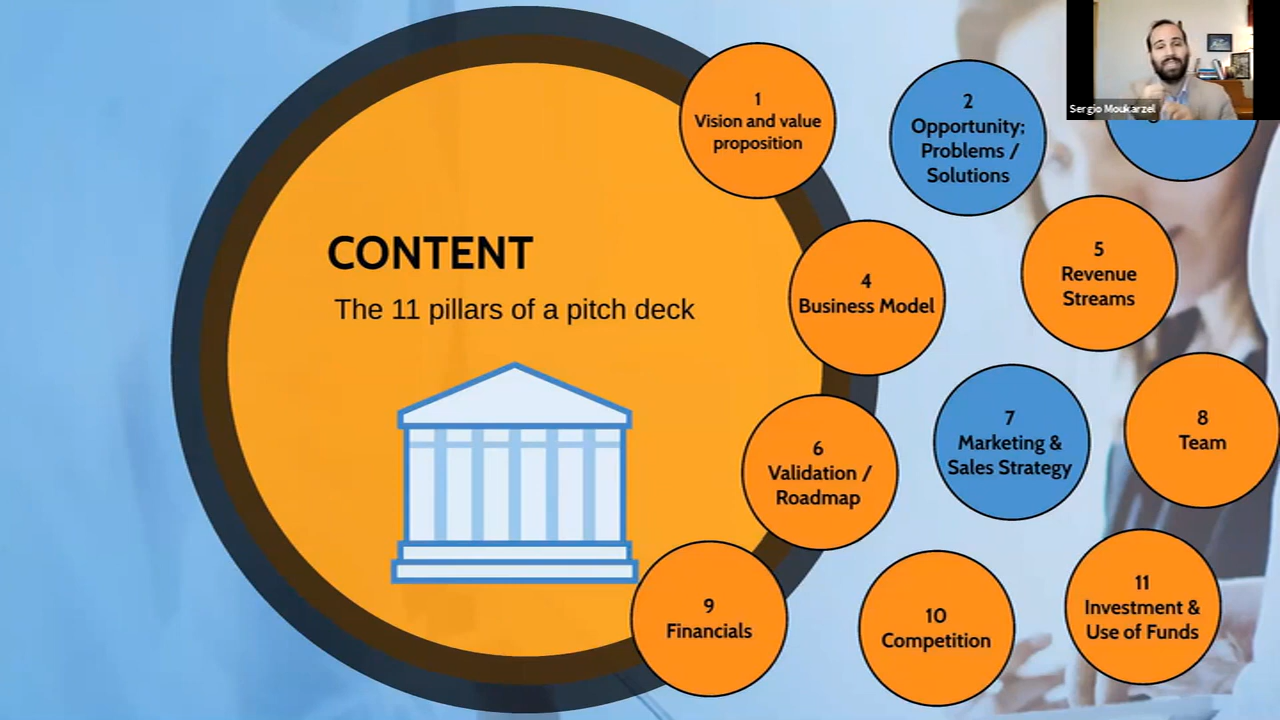 Sergio Moukarzel
CONTENT
The 11 pillars of a pitch deck
1
Vision and value
proposition
2
Opportunity;
Problems /
Solutions
4
Business Model
5
Revenue
Streams
6
Validation /
Roadmap
7
Marketing &
Sales Strategy
8
Team
9
Financials
10
Competition
11
Investment &
Use of Funds